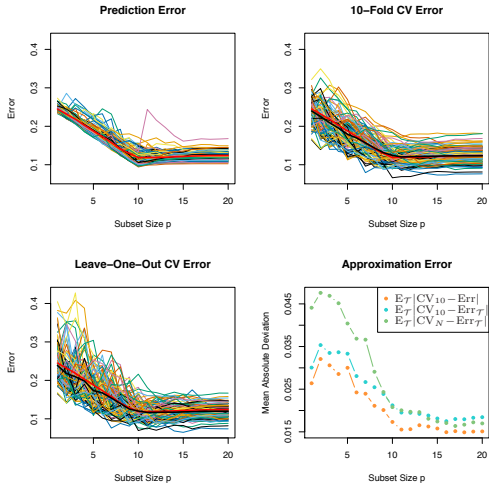 Prediction Error
0.4
0.3
0.2
0.1
Error
5
10
15
20
Subset Size p
10−Fold CV Error
0.4
0.3
0.2
0.1
Error
5
10
15
20
Subset Size p
Leave−One−Out CV Error
0.4
0.3
0.2
0.1
Error
5
10
15
20
Subset Size p
Approximation Error
0.045
0.035
0.025
0.015
Mean Absolute Deviation
E𝒯|CV₁₀−Err|
E𝒯|CV₁₀−Err𝒯|
E𝒯|CV_N−Err𝒯|
5
10
15
20
Subset Size p